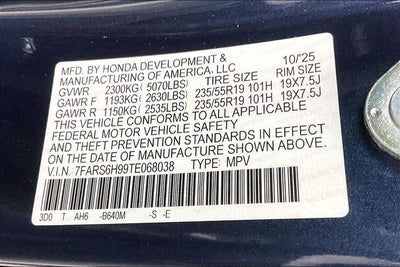 MFD. BY HONDA DEVELOPMENT & 10/'25
MANUFACTURING OF AMERICA, LLC
GVWR 2300KG( 5070LBS) TIRE SIZE RIM SIZE
GAWR F 1193KG( 2630LBS) 235/55R19 101H 19X7.5J
GAWR R 1150KG( 2535LBS) 235/55R19 101H 19X7.5J
THIS VEHICLE CONFORMS TO ALL APPLICABLE
FEDERAL MOTOR VEHICLE SAFETY
AND THEFT PREVENTION STANDARDS IN EFFECT
ON THE DATE OF MANUFACTURE SHOWN ABOVE.
V.I.N. 7FARS6H99TE068038 TYPE: MPV
3D0 T AH6 -B640M -S -E